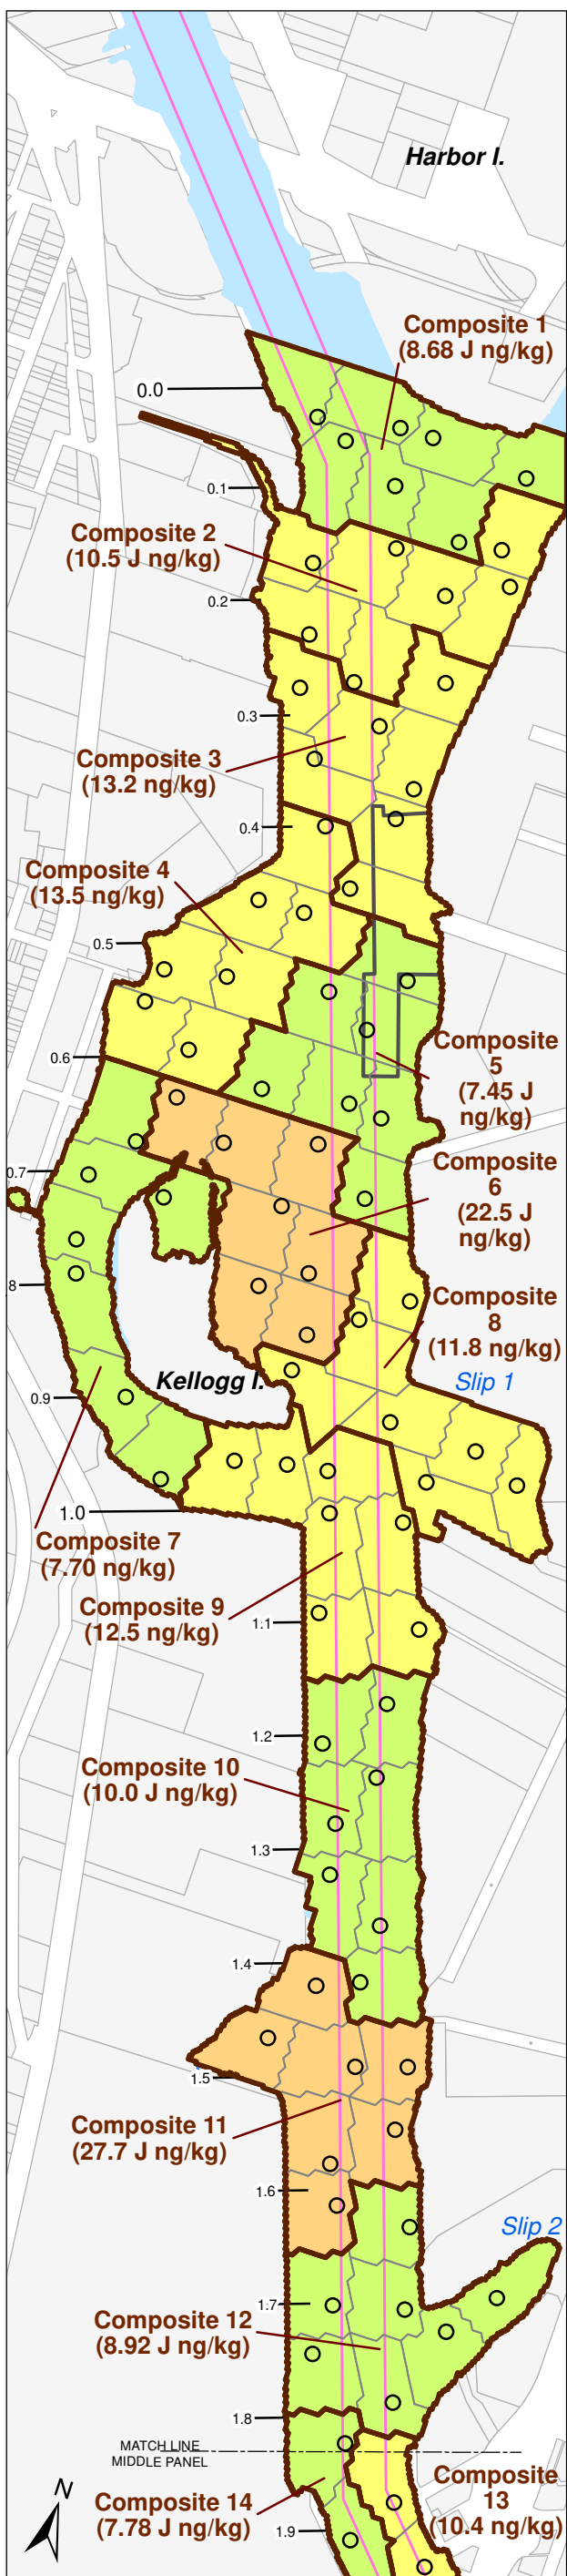 Harbor I.
Composite 1
(8.68 J ng/kg)
0.0
0.1
Composite 2
(10.5 J ng/kg)
0.2
0.3
Composite 3
(13.2 ng/kg)
0.4
Composite 4
(13.5 ng/kg)
0.5
Composite
5
(7.45 J
ng/kg)
0.6
Composite
6
(22.5 J
ng/kg)
0.7
8
Composite
8
(11.8 ng/kg)
Kellogg I.
Slip 1
0.9
1.0
Composite 7
(7.70 ng/kg)
Composite 9
(12.5 ng/kg)
1.1
1.2
Composite 10
(10.0 J ng/kg)
1.3
1.4
1.5
Composite 11
(27.7 J ng/kg)
1.6
Slip 2
1.7
Composite 12
(8.92 J ng/kg)
1.8
MATCH LINE
MIDDLE PANEL
N
Composite 14
(7.78 J ng/kg)
Composite
13
(10.4 ng/kg)
1.9